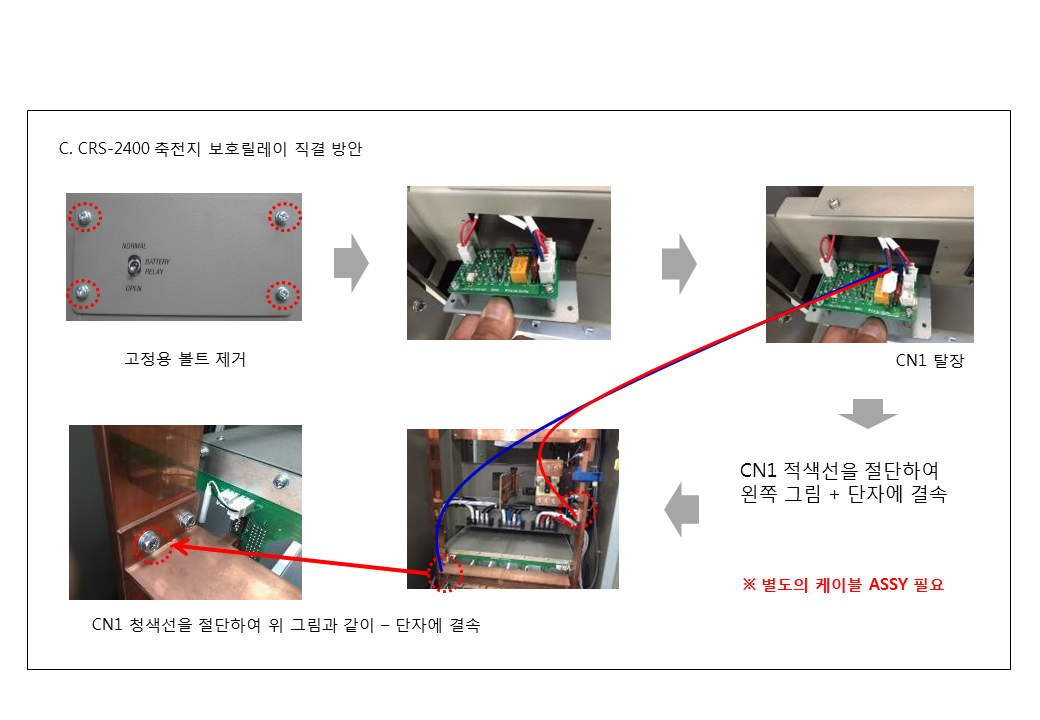 C. CRS-2400 축전지 보호릴레이 직결 방안
NORMAL
BATTERY
RELAY
OPEN
고정용 볼트 제거
CN1 탈장
CN1 적색선을 절단하여
왼쪽 그림 + 단자에 결속
※ 별도의 케이블 ASSY 필요
CN1 청색선을 절단하여 위 그림과 같이 – 단자에 결속